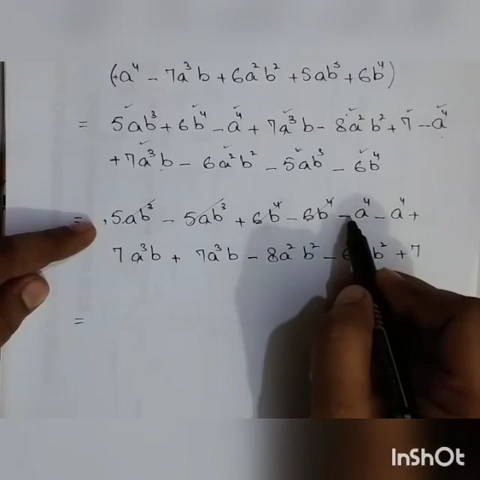 (a⁴ - 7a³b + 6a²b² + 5ab³ + 6b⁴)
= 5ab³ + 6b⁴ - a⁴ + 7a³b - 8a²b² + 7 - a⁴
+ 7a³b - 6a²b² - 5ab³ - 6b⁴
= 5ab³ - 5ab³ + 6b⁴ - 6b⁴ - a⁴ - a⁴ +
7a³b + 7a³b - 8a²b² - b² + 7
=
InShOt